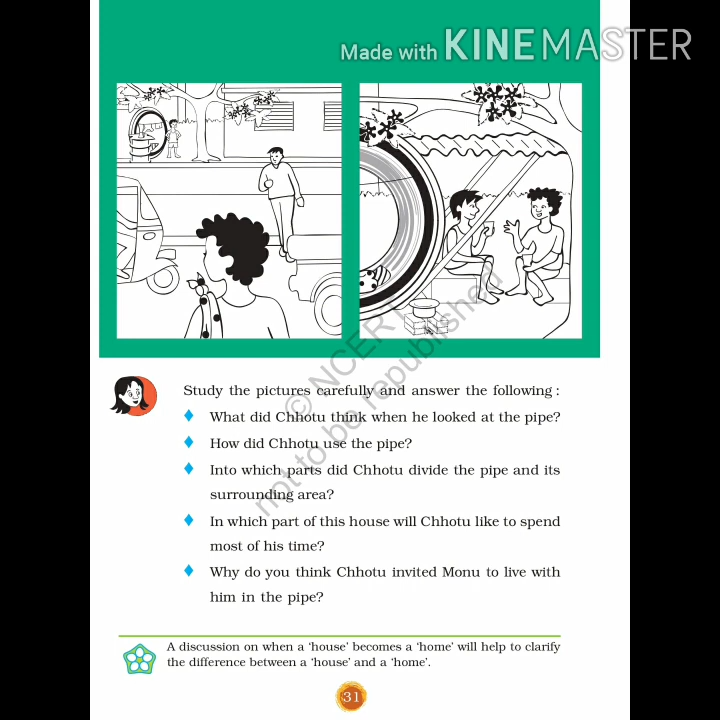 Made with KINEMASTER
Study the pictures carefully and answer the following :
What did Chhotu think when he looked at the pipe?
How did Chhotu use the pipe?
Into which parts did Chhotu divide the pipe and its
surrounding area?
In which part of this house will Chhotu like to spend
most of his time?
Why do you think Chhotu invited Monu to live with
him in the pipe?
© NCERT
not to be republished
A discussion on when a ‘house’ becomes a ‘home’ will help to clarify
the difference between a ‘house’ and a ‘home’.
31